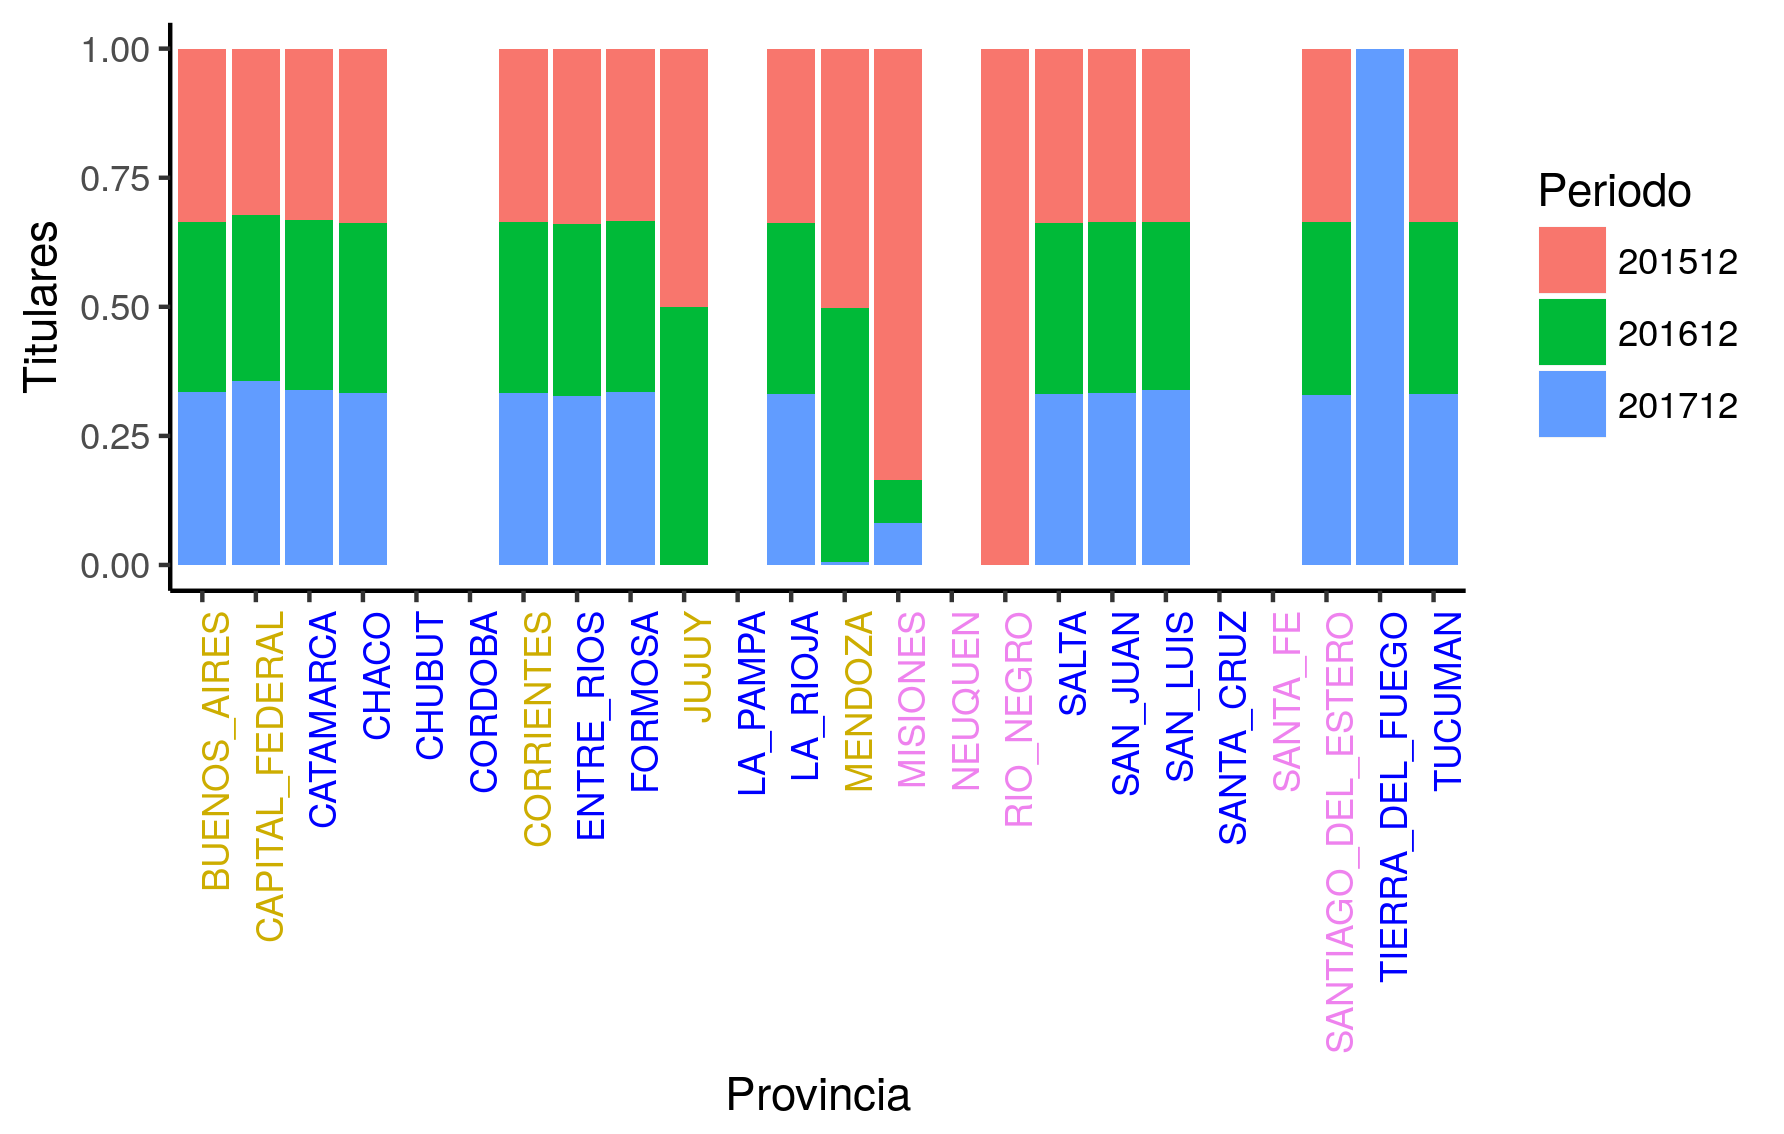 1.00
0.75
0.50
0.25
0.00
Titulares
BUENOS_AIRES
CAPITAL_FEDERAL
CATAMARCA
CHACO
CHUBUT
CORDOBA
CORRIENTES
ENTRE_RIOS
FORMOSA
JUJUY
LA_PAMPA
LA_RIOJA
MENDOZA
MISIONES
NEUQUEN
RIO_NEGRO
SALTA
SAN_JUAN
SAN_LUIS
SANTA_CRUZ
SANTA_FE
SANTIAGO_DEL_ESTERO
TIERRA_DEL_FUEGO
TUCUMAN
Provincia
Periodo
201512
201612
201712